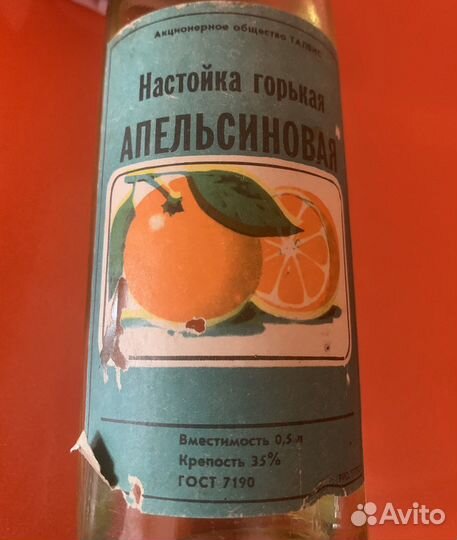 Акционерное общество ТАЛВИС
Настойка горькая
АПЕЛЬСИНОВАЯ
Вместимость 0,5 л
Крепость 35%
ГОСТ 7190
Avito